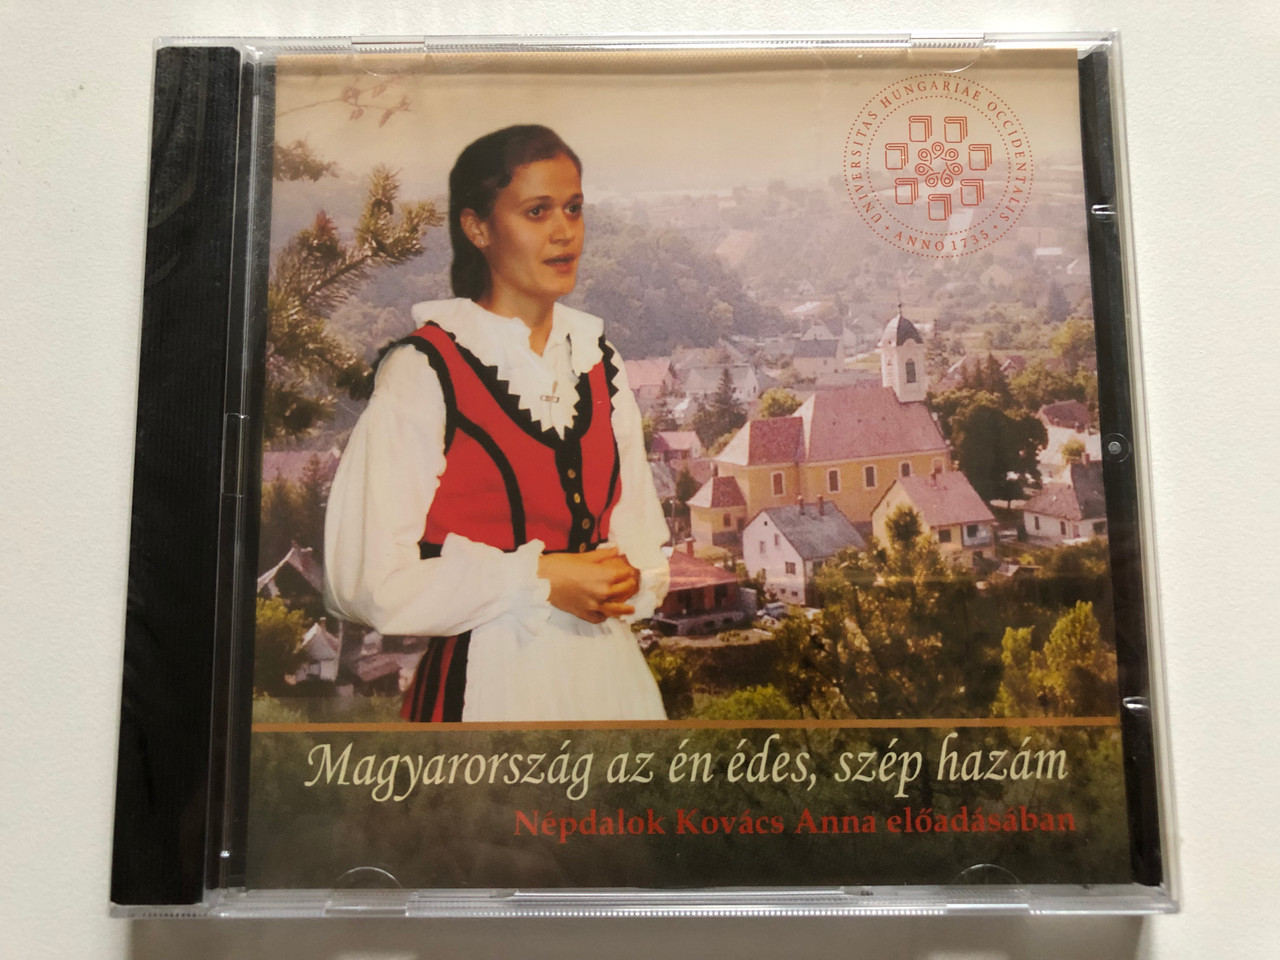 UNIVERSITAS HUNGARIAE OCCIDENTALIS
ANNO 1735
Magyarország az én édes, szép hazám
Népdalok Kovács Anna előadásában